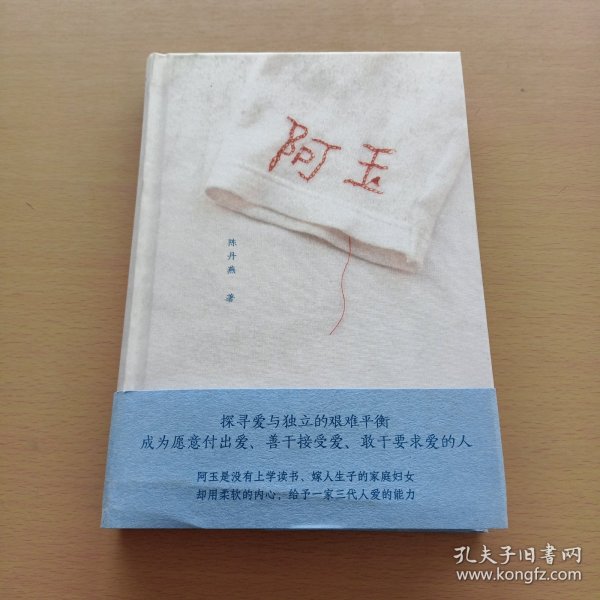 阿玉
陈丹燕 著
探寻爱与独立的艰难平衡
成为愿意付出爱、善于接受爱、敢于要求爱的人
阿玉是没有上学读书、嫁人生子的家庭妇女
却用柔软的内心,给予一家三代人爱的能力
孔夫子旧书网
www.kongfz.com